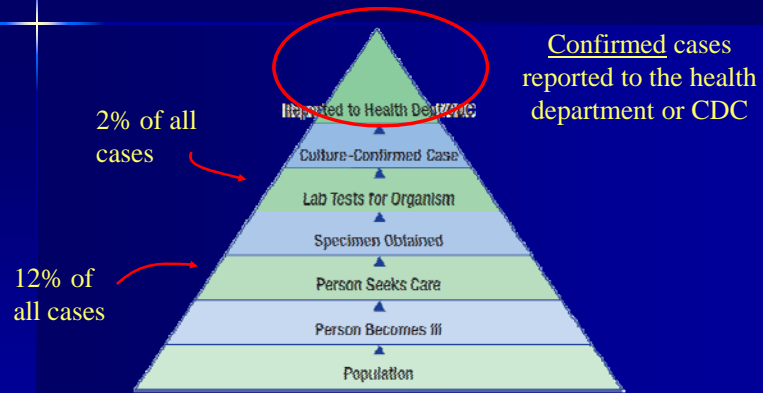 Confirmed cases
reported to the health
department or CDC
2% of all
cases
12% of
all cases
Reported to Health Dept/CDC
Culture-Confirmed Case
Lab Tests for Organism
Specimen Obtained
Person Seeks Care
Person Becomes Ill
Population